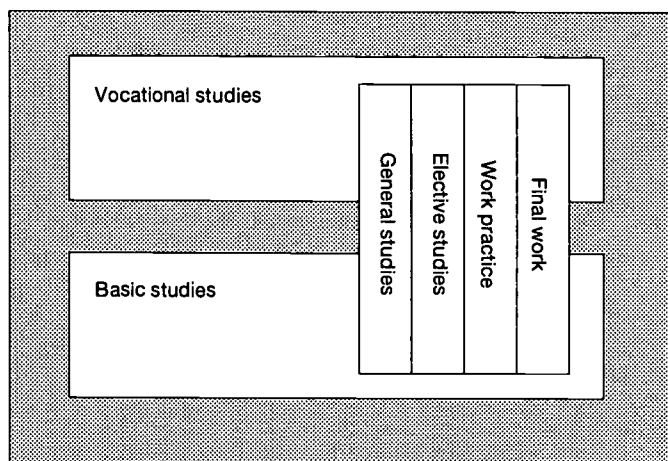 Vocational studies
General studies
Elective studies
Work practice
Final work
Basic studies